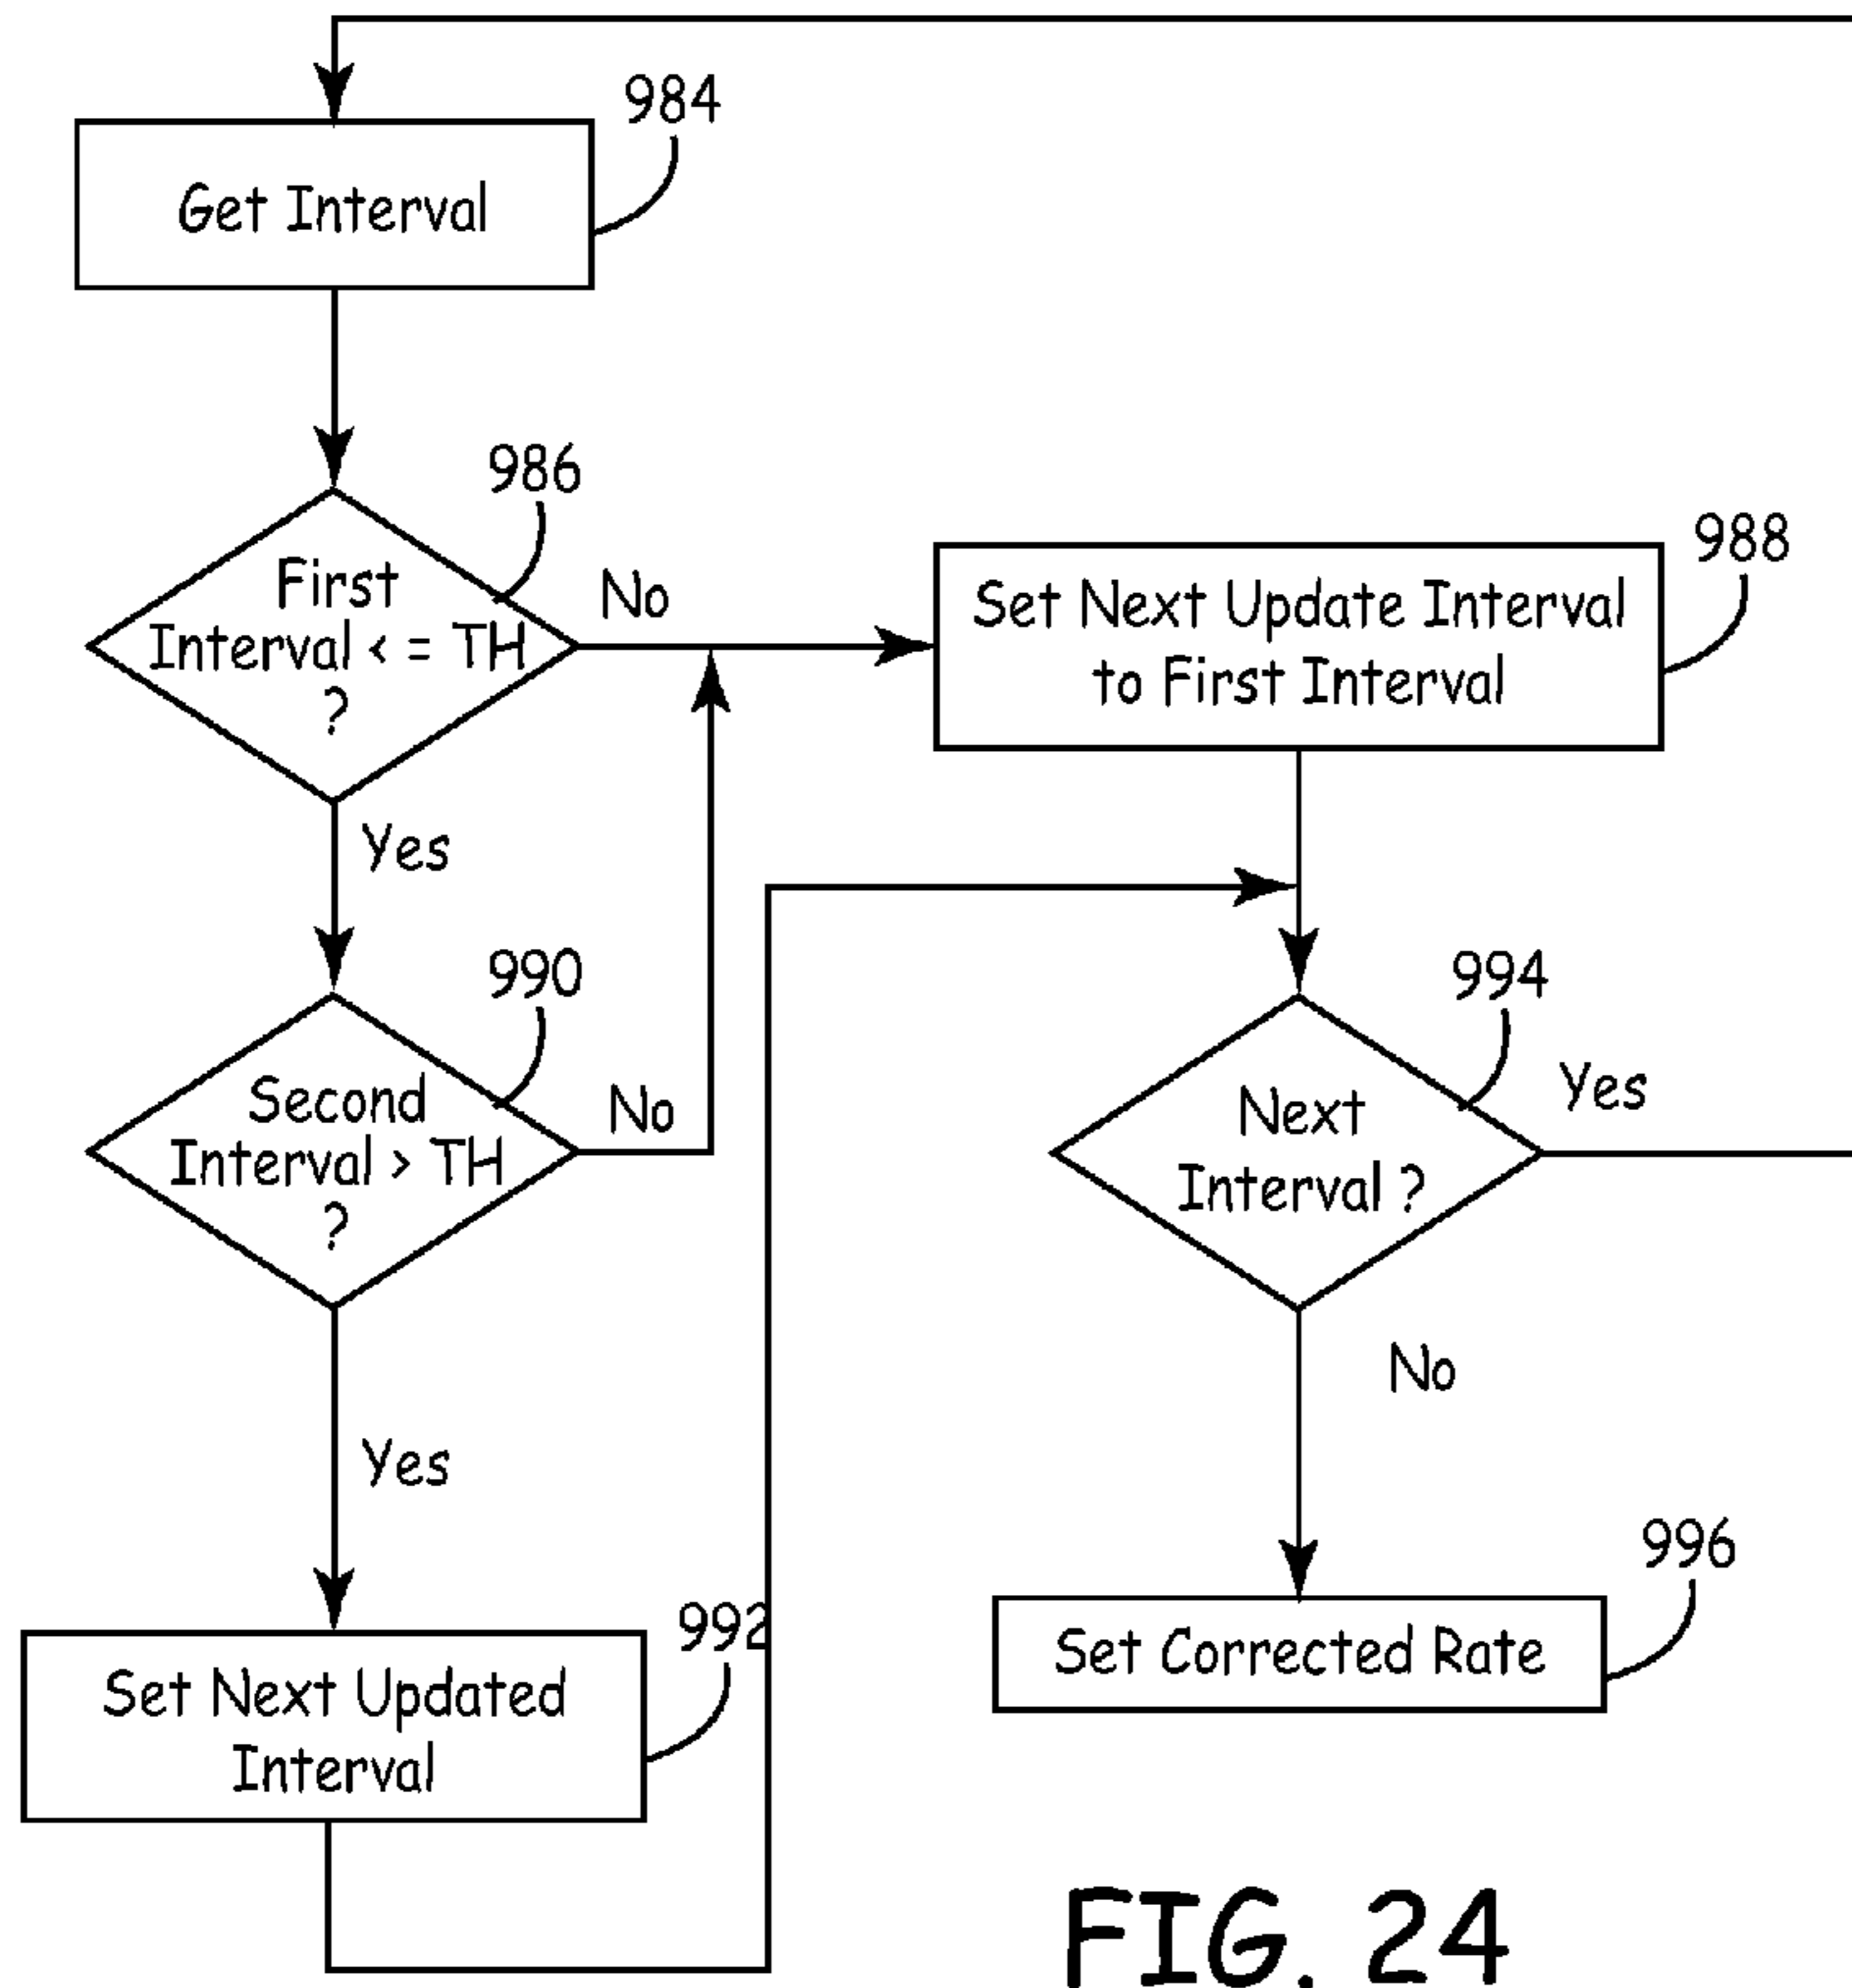 984
Get Interval
986
First
Interval < = TH
?
No
Yes
988
Set Next Update Interval
to First Interval
990
Second
Interval > TH
?
No
Yes
994
Next
Interval ?
Yes
No
992
Set Next Updated
Interval
996
Set Corrected Rate
FIG. 24